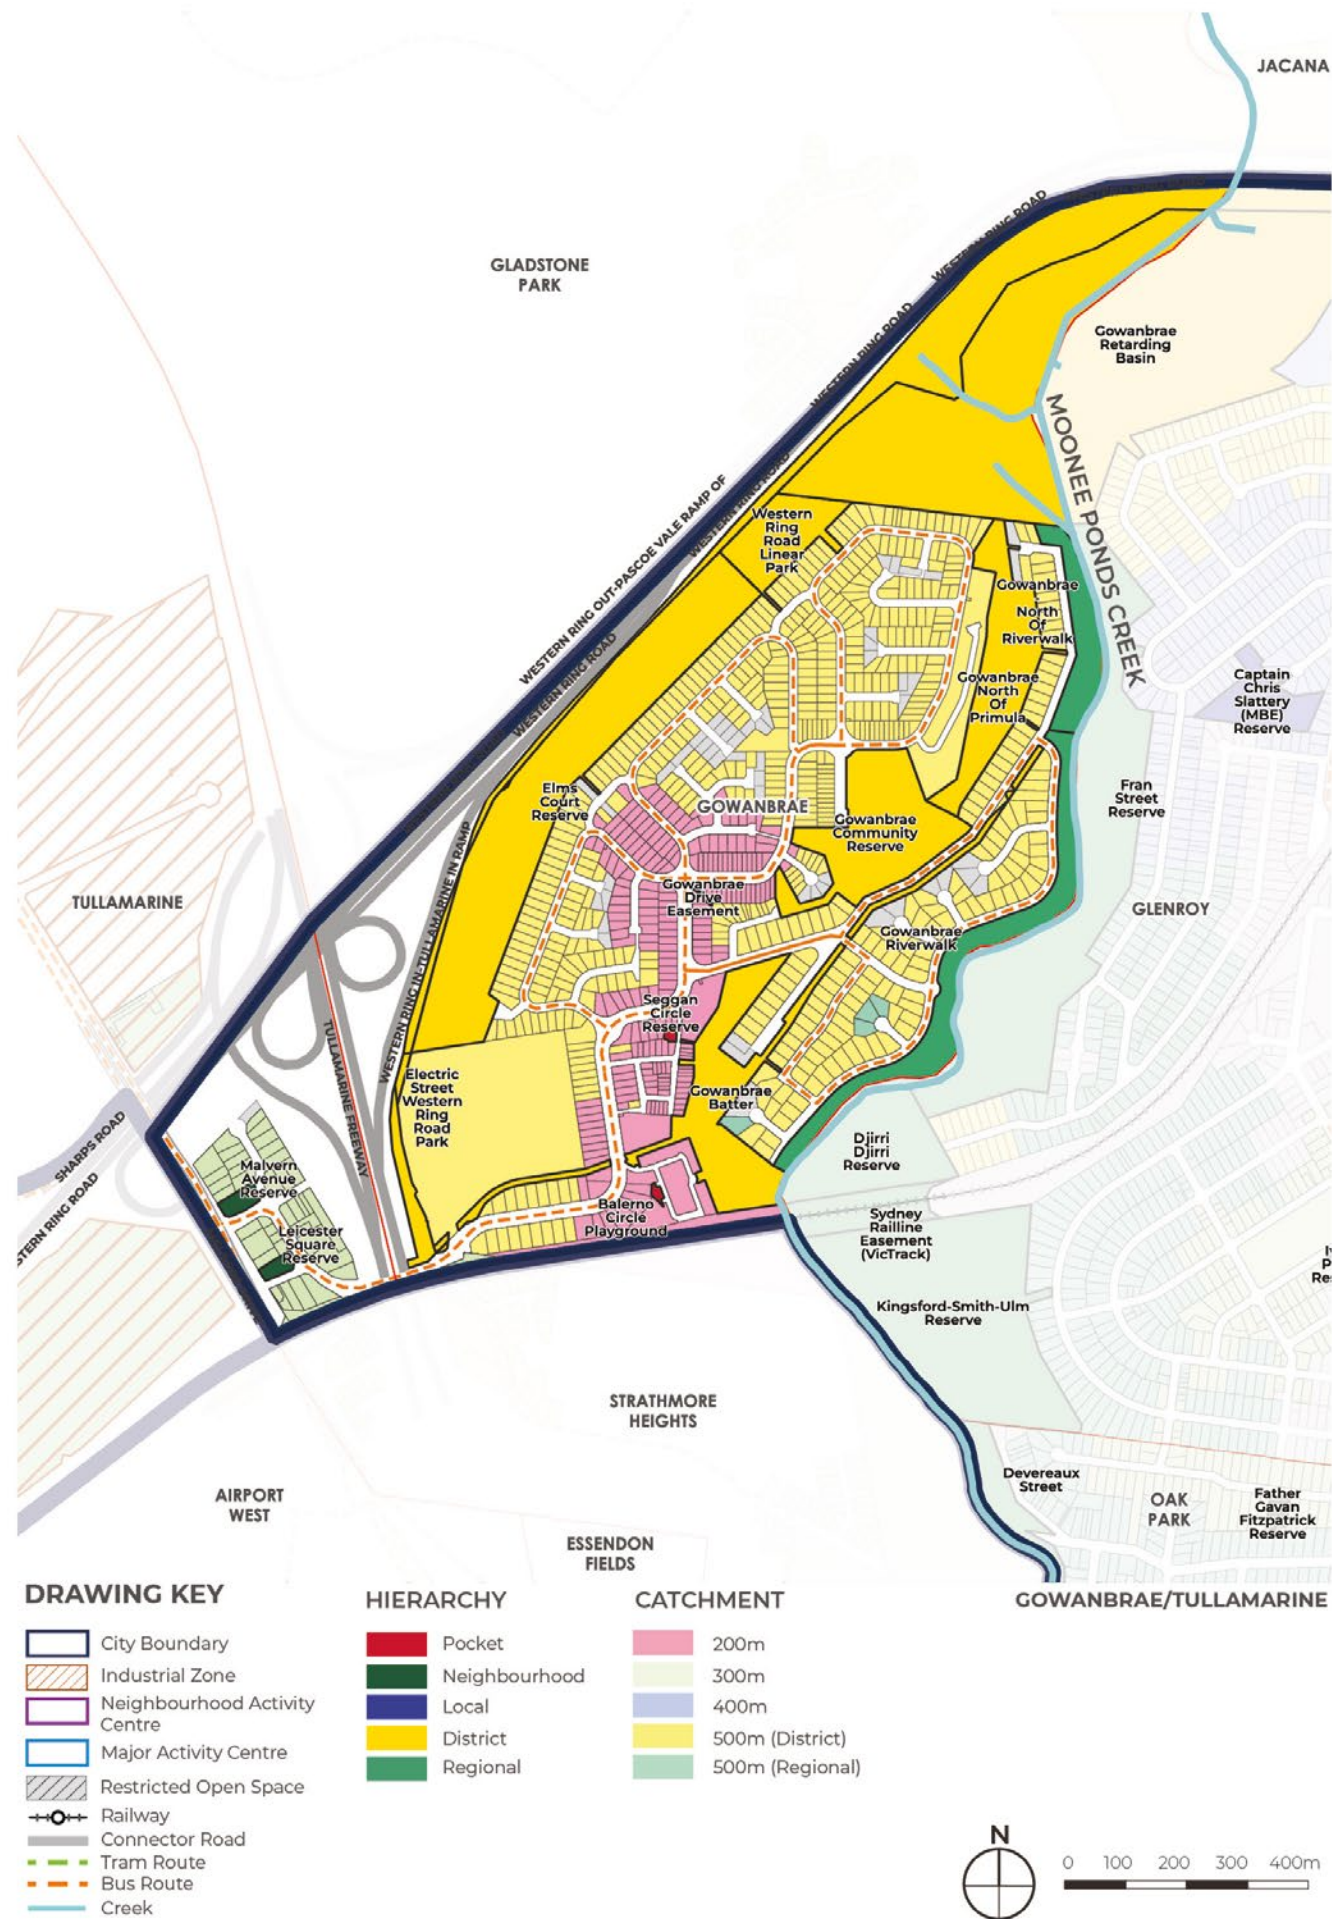 JACANA
GLADSTONE
PARK
WESTERN RING ROAD
WESTERN RING ROAD
Gowanbrae
Retarding
Basin
MOONEE PONDS CREEK
WESTERN RING OUT-PASCOE VALE RAMP OF
WESTERN RING ROAD
WESTERN RING ROAD
Western
Ring
Road
Linear
Park
Gowanbrae
North
Of
Riverwalk
Gowanbrae
North
Of
Primula
Captain
Chris
Slattery
(MBE)
Reserve
Elms
Court
Reserve
GOWANBRAE
Gowanbrae
Community
Reserve
Fran
Street
Reserve
WESTERN RING IN-TULLAMARINE IN RAMP
TULLAMARINE
Gowanbrae
Drive
Easement
GLENROY
Gowanbrae
Riverwalk
Seggan
Circle
Reserve
TULLAMARINE FREEWAY
Electric
Street
Western
Ring
Road
Park
Gowanbrae
Batter
SHARPS ROAD
STERN RING ROAD
Malvern
Avenue
Reserve
Leicester
Square
Reserve
Balerno
Circle
Playground
Djirri
Djirri
Reserve
Sydney
Railline
Easement
(VicTrack)
Kingsford-Smith-Ulm
Reserve
STRATHMORE
HEIGHTS
AIRPORT
WEST
ESSENDON
FIELDS
Devereaux
Street
OAK
PARK
Father
Gavan
Fitzpatrick
Reserve
GOWANBRAE/TULLAMARINE
DRAWING KEY
City Boundary
Industrial Zone
Neighbourhood Activity
Centre
Major Activity Centre
Restricted Open Space
Railway
Connector Road
Tram Route
Bus Route
Creek
HIERARCHY
Pocket
Neighbourhood
Local
District
Regional
CATCHMENT
200m
300m
400m
500m (District)
500m (Regional)
N
0 100 200 300 400m